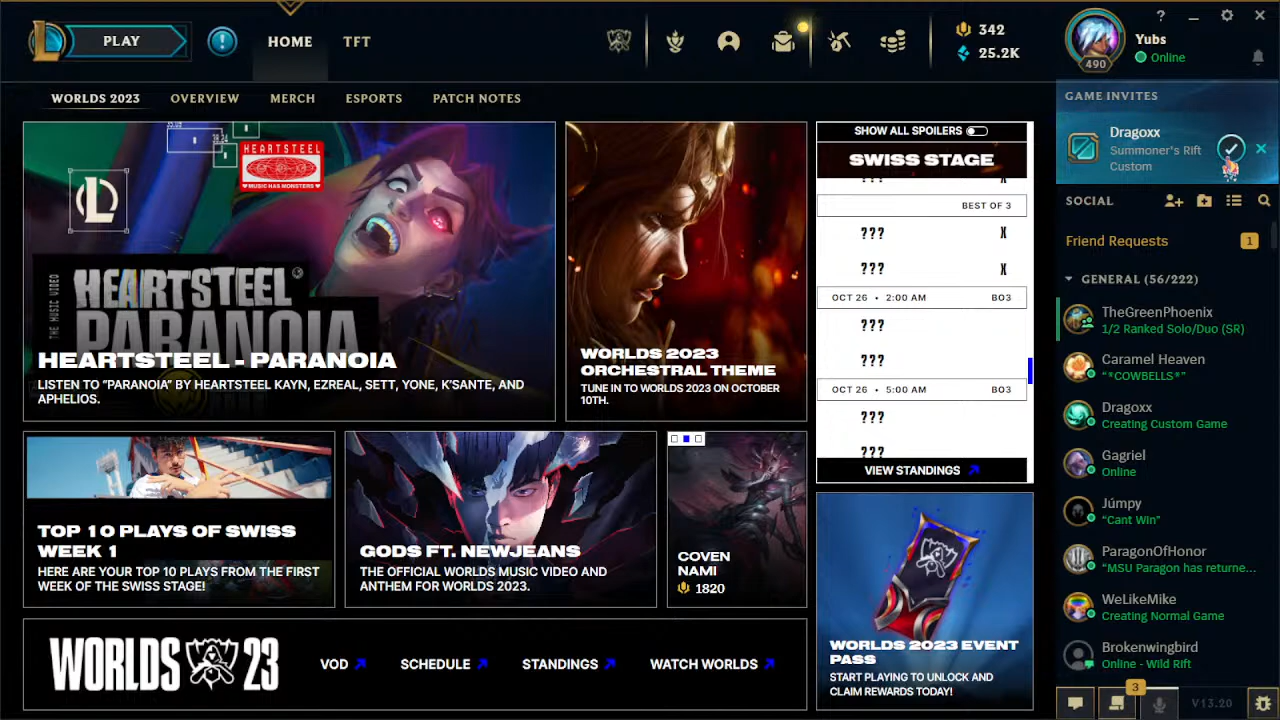 PLAY
HOME
TFT
342
25.2K
490
Yubs
Online
WORLDS 2023
OVERVIEW
MERCH
ESPORTS
PATCH NOTES
HEARTSTEEL
MUSIC HAS MONSTERS
THE MUSIC VIDEO
HEARTSTEEL
PARANOIA
HEARTSTEEL - PARANOIA
LISTEN TO "PARANOIA" BY HEARTSTEEL KAYN, EZREAL, SETT, YONE, K'SANTE, AND
APHELIOS.
WORLDS 2023
ORCHESTRAL THEME
TUNE IN TO WORLDS 2023 ON OCTOBER
10TH.
SHOW ALL SPOILERS
SWISS STAGE
??? X
BEST OF 3
??? X
??? X
OCT 26 • 2:00 AM BO3
???
???
OCT 26 • 5:00 AM BO3
???
???
VIEW STANDINGS
TOP 10 PLAYS OF SWISS
WEEK 1
HERE ARE YOUR TOP 10 PLAYS FROM THE FIRST
WEEK OF THE SWISS STAGE!
GODS FT. NEWJEANS
THE OFFICIAL WORLDS MUSIC VIDEO AND
ANTHEM FOR WORLDS 2023.
COVEN
NAMI
1820
WORLDS 2023 EVENT
PASS
START PLAYING TO UNLOCK AND
CLAIM REWARDS TODAY!
WORLDS 23
VOD
SCHEDULE
STANDINGS
WATCH WORLDS
GAME INVITES
Dragoxx
Summoner's Rift
Custom
SOCIAL
Friend Requests 1
GENERAL (56/222)
TheGreenPhoenix
1/2 Ranked Solo/Duo (SR)
Caramel Heaven
"*COWBELLS*"
Dragoxx
Creating Custom Game
Gagriel
Online
Júmpy
"Cant Win"
ParagonOfHonor
"MSU Paragon has returne...
WeLikeMike
Creating Normal Game
Brokenwingbird
Online - Wild Rift
3
V13.20